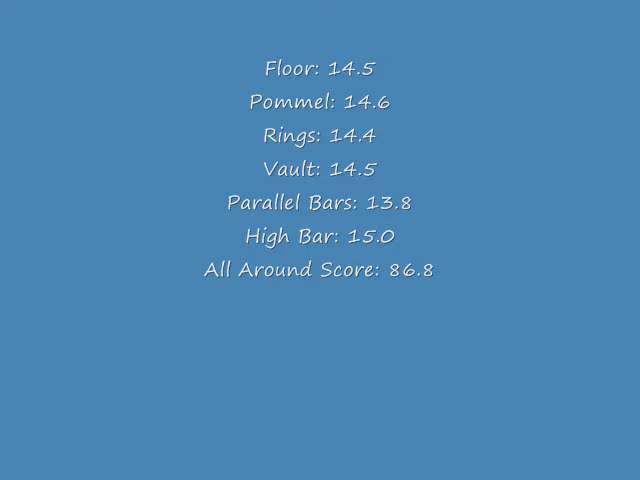 Floor: 14.5
Pommel: 14.6
Rings: 14.4
Vault: 14.5
Parallel Bars: 13.8
High Bar: 15.0
All Around Score: 86.8